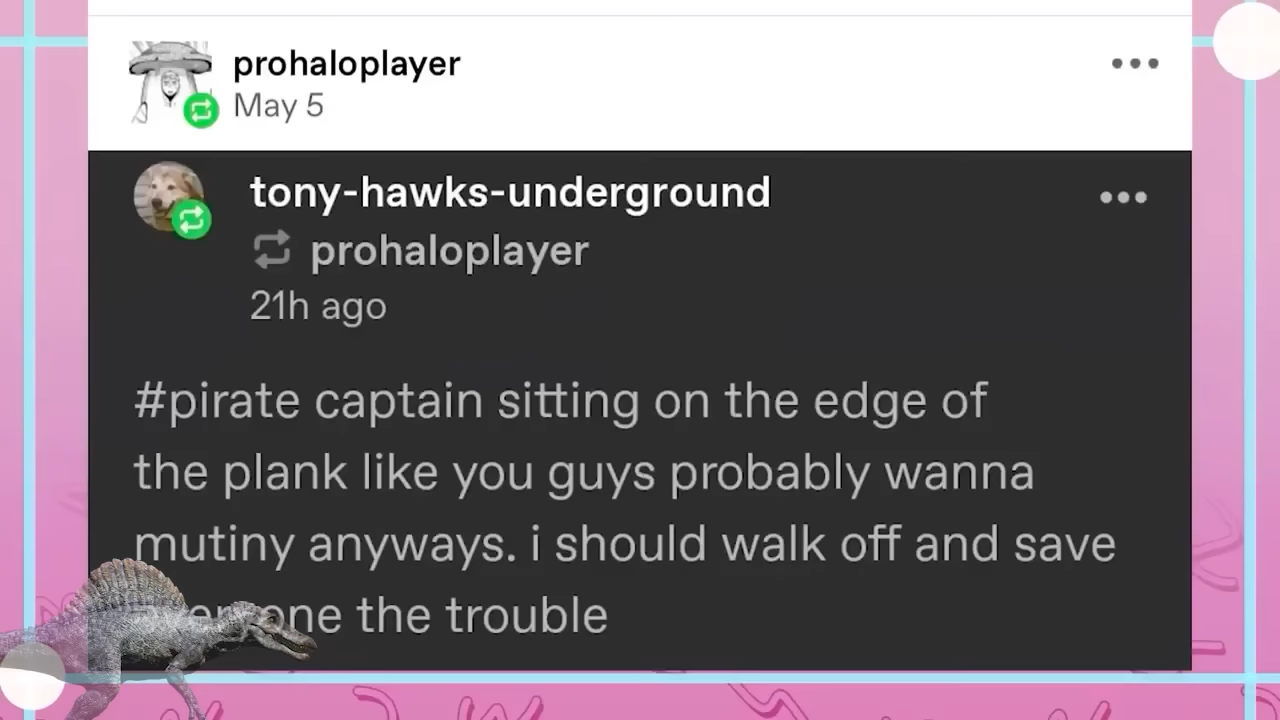 prohaloplayer
May 5
tony-hawks-underground
prohaloplayer
21h ago
#pirate captain sitting on the edge of
the plank like you guys probably wanna
mutiny anyways. i should walk off and save
the trouble